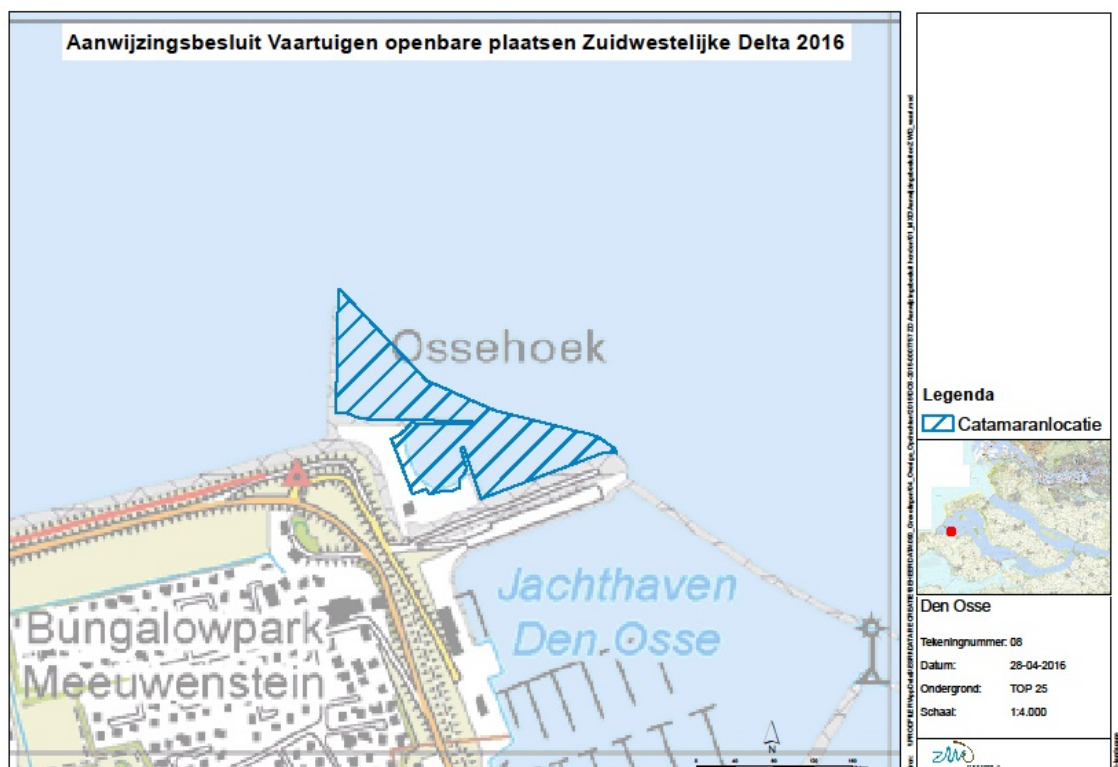 Aanwijzingsbesluit Vaartuigen openbare plaatsen Zuidwestelijke Delta 2016
Ossehoek
Jachthaven
Den Osse
Bungalowpark
Meeuwenstein
N
Legenda
Catamaranlocatie
Den Osse
Tekeningnummer: 08
Datum: 28-04-2016
Ondergrond: TOP 25
Schaal: 1:4.000